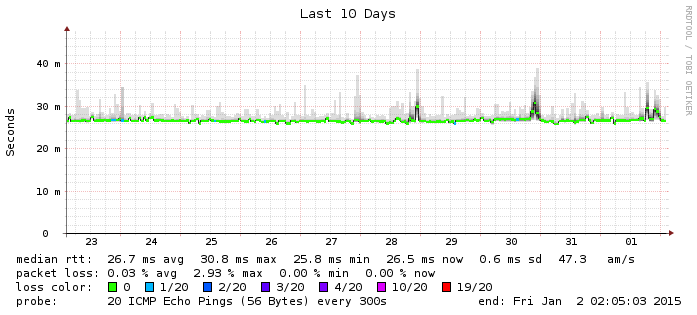 Last 10 Days
RRDTOOL / TOBI OETIKER
Seconds
40 m
30 m
20 m
10 m
0
23 24 25 26 27 28 29 30 31 01
median rtt: 26.7 ms avg 30.8 ms max 25.8 ms min 26.5 ms now 0.6 ms sd 47.3 am/s
packet loss: 0.03 % avg 2.93 % max 0.00 % min 0.00 % now
loss color: 0 1/20 2/20 3/20 4/20 10/20 19/20
probe: 20 ICMP Echo Pings (56 Bytes) every 300s end: Fri Jan 2 02:05:03 2015